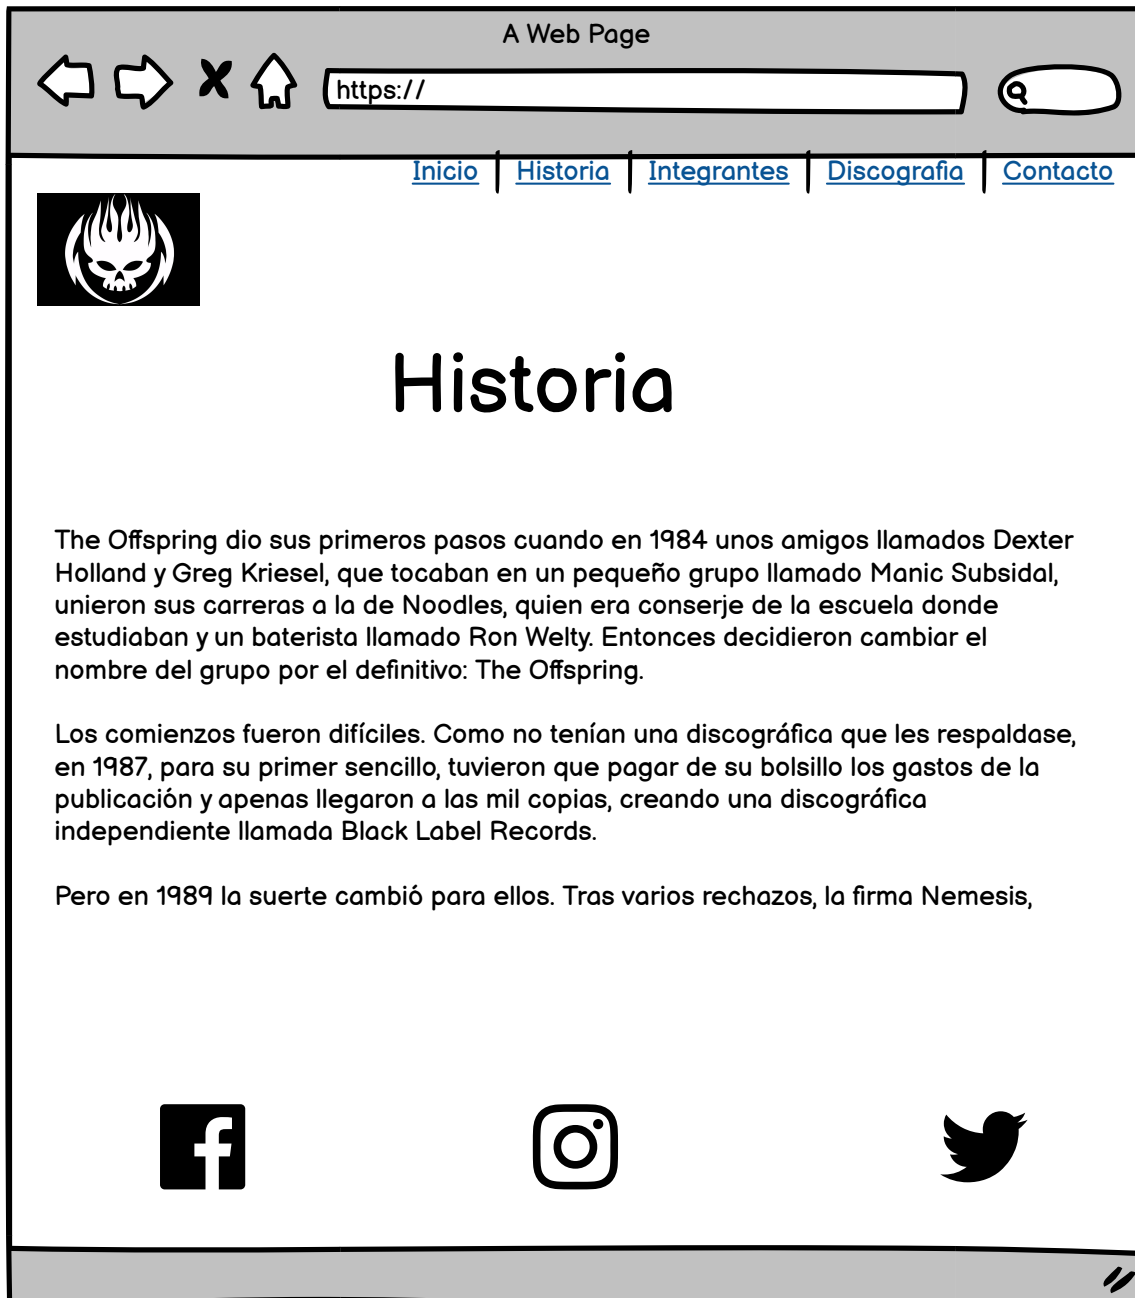 A Web Page
https://
Inicio | Historia | Integrantes | Discografia | Contacto
Historia
The Offspring dio sus primeros pasos cuando en 1984 unos amigos llamados Dexter
Holland y Greg Kriesel, que tocaban en un pequeño grupo llamado Manic Subsidal,
unieron sus carreras a la de Noodles, quien era conserje de la escuela donde
estudiaban y un baterista llamado Ron Welty. Entonces decidieron cambiar el
nombre del grupo por el definitivo: The Offspring.
Los comienzos fueron difíciles. Como no tenían una discográfica que les respaldase,
en 1987, para su primer sencillo, tuvieron que pagar de su bolsillo los gastos de la
publicación y apenas llegaron a las mil copias, creando una discográfica
independiente llamada Black Label Records.
Pero en 1989 la suerte cambió para ellos. Tras varios rechazos, la firma Nemesis,